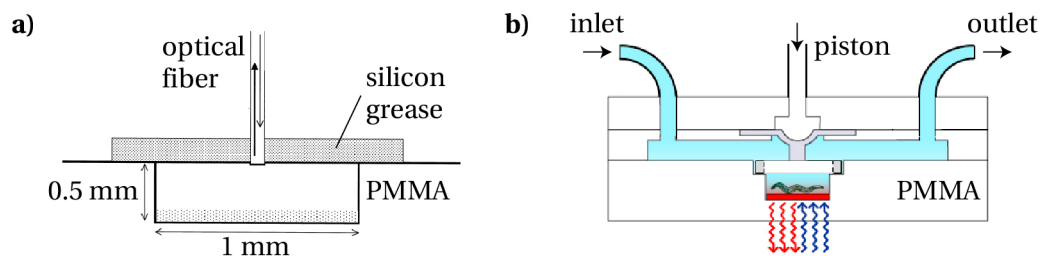 a)
optical
fiber
silicon
grease
0.5 mm
PMMA
1 mm
b)
inlet
piston
outlet
PMMA